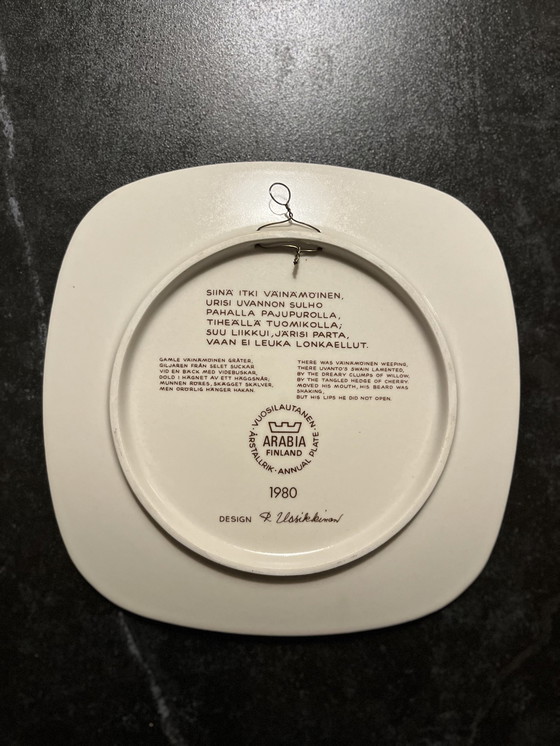 SIINÄ ITKI VÄINÄMÖINEN,
URISI UVANNON SULHO
PAHALLA PAJUPUROLLA,
TIHEÄLLÄ TUOMIKOLLA;
SUU LIIKKUI, JÄRISI PARTA,
VAAN EI LEUKA LONKAELLUT.
GAMLE VÄINÄMÖINEN GRÅTER,
GILJAREN FRÅN SELET SUCKAR
VID EN BÄCK MED VIDEBUSKAR,
DOLD I HÄGNET AV ETT HÄGGSNÅR,
MUNNEN RÖRES, SKÄGGET SKÄLVER,
MEN ORDRLÖS HÄNGER HAKAN.
THERE WAS VÄINÄMÖINEN WEEPING,
THERE UVANTO'S SWAIN LAMENTED,
BY THE DREARY CLUMPS OF WILLOW,
BY THE TANGLED HEDGE OF CHERRY.
MOVED HIS MOUTH, HIS BEARD WAS
SHAKING,
BUT HIS LIPS HE DID NOT OPEN.
· VUOSILAUTANEN · ÅRSTALLRIK · ANNUAL PLATE
ARABIA
FINLAND
1980
DESIGN R. Uosikkinen